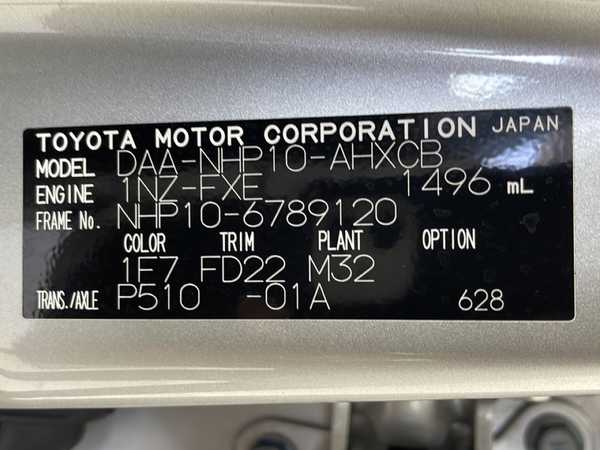 TOYOTA MOTOR CORPORATION JAPAN
MODEL DAA-NHP10-AHXCB
ENGINE 1NZ-FXE 1496 mL
FRAME No. NHP10-6789120
COLOR TRIM PLANT OPTION
1E7 FD22 M32
TRANS./AXLE P510 -01A 628